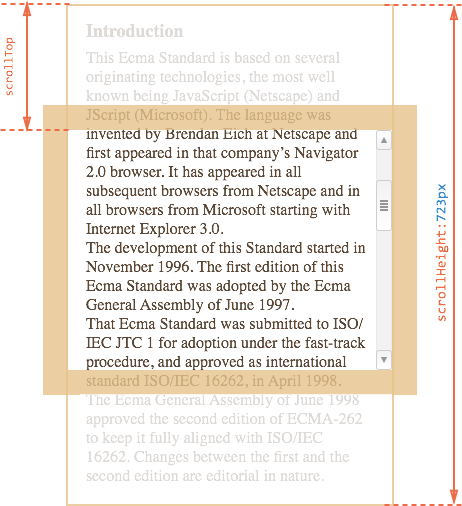 scrollTop
Introduction
This Ecma Standard is based on several
originating technologies, the most well
known being JavaScript (Netscape) and
JScript (Microsoft). The language was
invented by Brendan Eich at Netscape and
first appeared in that company’s Navigator
2.0 browser. It has appeared in all
subsequent browsers from Netscape and in
all browsers from Microsoft starting with
Internet Explorer 3.0.
The development of this Standard started in
November 1996. The first edition of this
Ecma Standard was adopted by the Ecma
General Assembly of June 1997.
That Ecma Standard was submitted to ISO/
IEC JTC 1 for adoption under the fast-track
procedure, and approved as international
standard ISO/IEC 16262, in April 1998.
The Ecma General Assembly of June 1998
approved the second edition of ECMA-262
to keep it fully aligned with ISO/IEC
16262. Changes between the first and the
second edition are editorial in nature.
scrollHeight:723px